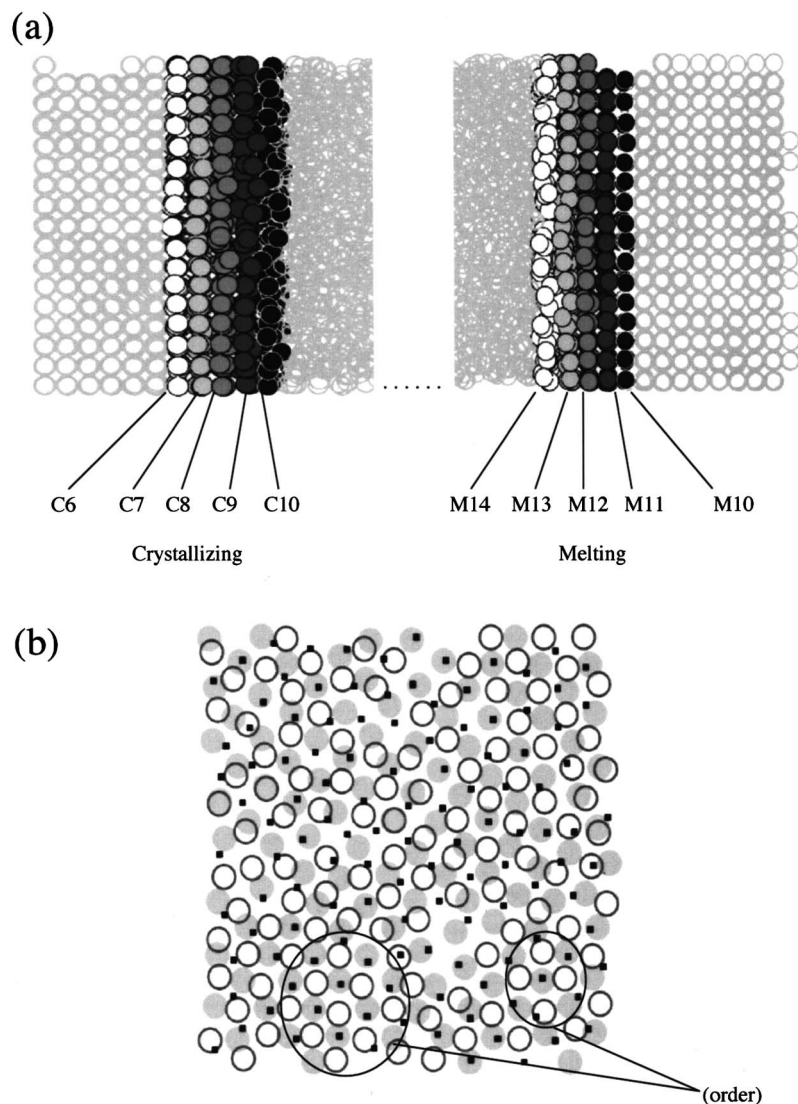 (a)
......
C6 C7 C8 C9 C10 M14 M13 M12 M11 M10
Crystallizing Melting
(b)
(order)